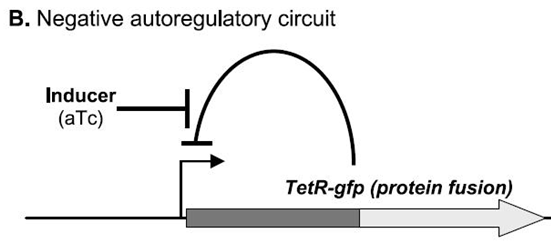 B. Negative autoregulatory circuit
Inducer
(aTc)
TetR-gfp (protein fusion)